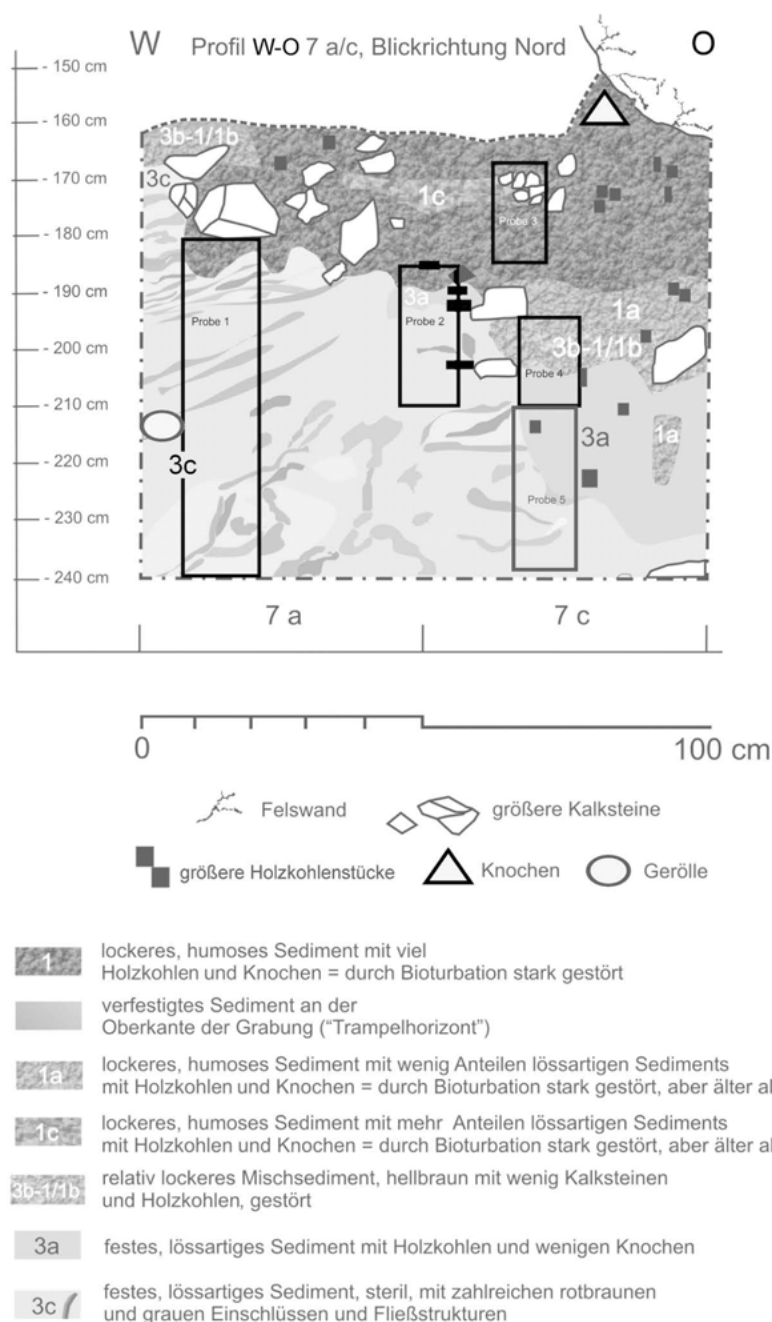 W Profil W-O 7 a/c, Blickrichtung Nord O
- 150 cm
- 160 cm
- 170 cm
- 180 cm
- 190 cm
- 200 cm
- 210 cm
- 220 cm
- 230 cm
- 240 cm
3b-1/1b
3c
1c
Probe 3
3a
1a
Probe 1
Probe 2
3b-1/1b
Probe 4
3a
1a
3c
Probe 5
7 a
7 c
0
100 cm
Felswand
größere Kalksteine
größere Holzkohlenstücke
Knochen
Gerölle
1
lockeres, humoses Sediment mit viel
Holzkohlen und Knochen = durch Bioturbation stark gestört
verfestigtes Sediment an der
Oberkante der Grabung ("Trampelhorizont")
1a
lockeres, humoses Sediment mit wenig Anteilen lössartigen Sediments
mit Holzkohlen und Knochen = durch Bioturbation stark gestört, aber älter al
1c
lockeres, humoses Sediment mit mehr Anteilen lössartigen Sediments
mit Holzkohlen und Knochen = durch Bioturbation stark gestört, aber älter al
3b-1/1b
relativ lockeres Mischsediment, hellbraun mit wenig Kalksteinen
und Holzkohlen, gestört
3a
festes, lössartiges Sediment mit Holzkohlen und wenigen Knochen
3c
festes, lössartiges Sediment, steril, mit zahlreichen rotbraunen
und grauen Einschlüssen und Fließstrukturen